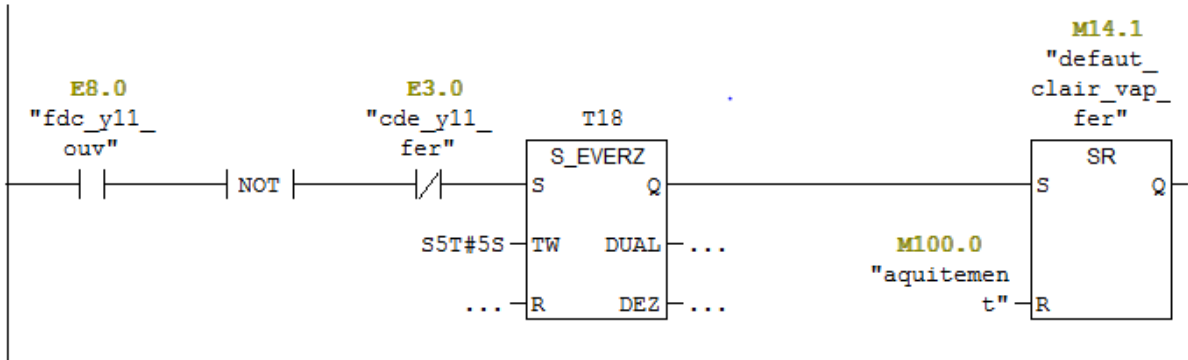 M14.1
"defaut_
clair_vap_
fer"
E8.0
"fdc_y11_
ouv"
E3.0
"cde_y11_
fer"
T18
S_EVERZ
SR
NOT
S
Q
S
Q
S5T#5S
TW
DUAL
...
M100.0
"aquitemen
t"
...
R
DEZ
...
R